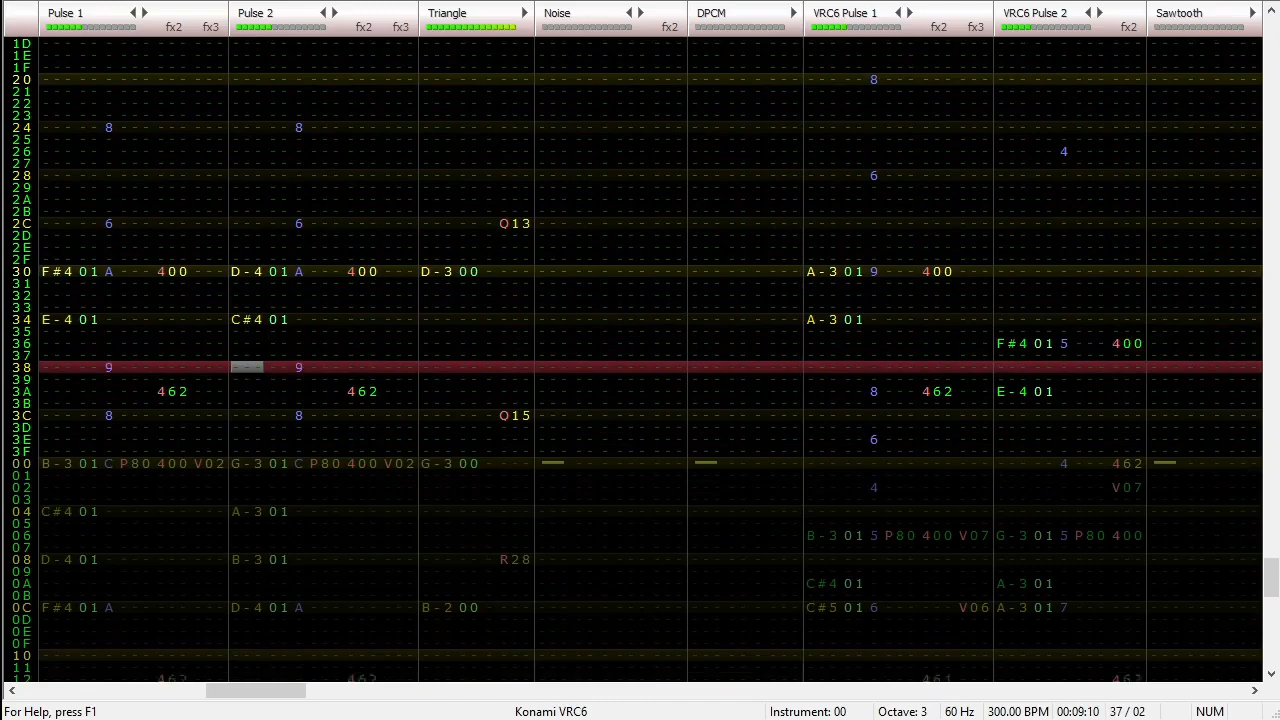 Pulse 1 Pulse 2 Triangle Noise DPCM VRC6 Pulse 1 VRC6 Pulse 2 Sawtooth
fx2 fx3 fx2 fx3 fx2 fx2 fx3 fx2
1D
1E
1F
20 8
21
22
23
24 8 8
25
26 4
27
28 6
29
2A
2B
2C 6 6 Q13
2D
2E
2F
30 F#4 01 A 400 D-4 01 A 400 D-3 00 A-3 01 9 400
31
32
33
34 E-4 01 C#4 01 A-3 01
35
36 F#4 01 5 400
37
38 9 --- 9
39
3A 462 462 8 462 E-4 01
3B
3C 8 8 Q15
3D
3E 6
3F
00 B-3 01 C P80 400 V02 G-3 01 C P80 400 V02 G-3 00 4 462
01
02 4 V07
03
04 C#4 01 A-3 01
05
06 B-3 01 5 P80 400 V07 G-3 01 5 P80 400
07
08 D-4 01 B-3 01 R28
09
0A C#4 01 A-3 01
0B
0C F#4 01 A D-4 01 A B-2 00 C#5 01 6 V06 A-3 01 7
0D
0E
0F
10
11
12 462 462 461 462
For Help, press F1 Konami VRC6 Instrument: 00 Octave: 3 60 Hz 300.00 BPM 00:09:10 37 / 02 NUM